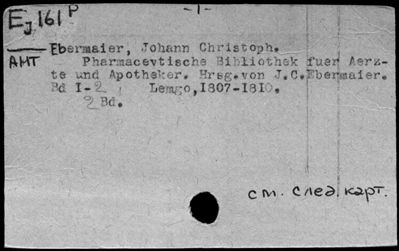 Ej 161 P
-1-
AMT
Ebermaier, Johann Christoph.
Pharmacevtische Bibliothek fuer Aerz-
te und Apotheker. Hrsg.von J.C.Ebermaier.
Bd I-2, Lemgo,1807-1810.
2 Bd.
см. след. карт.